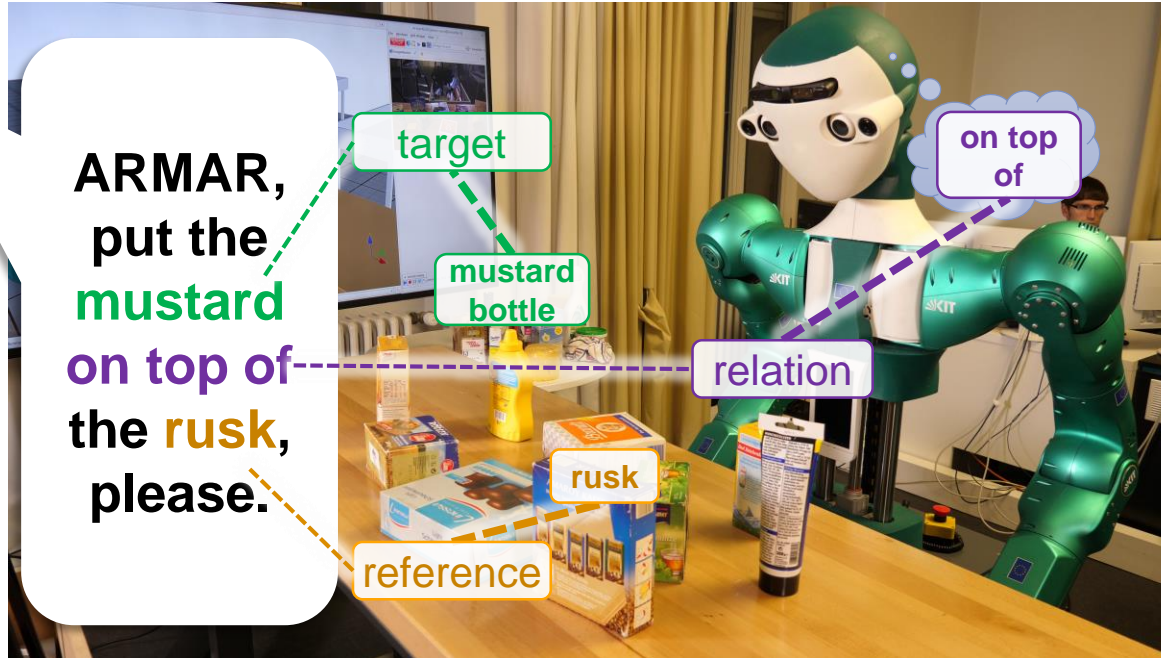 ARMAR,
put the
mustard
on top of
the rusk,
please.
target
mustard
bottle
on top
of
relation
rusk
reference
KIT
KIT